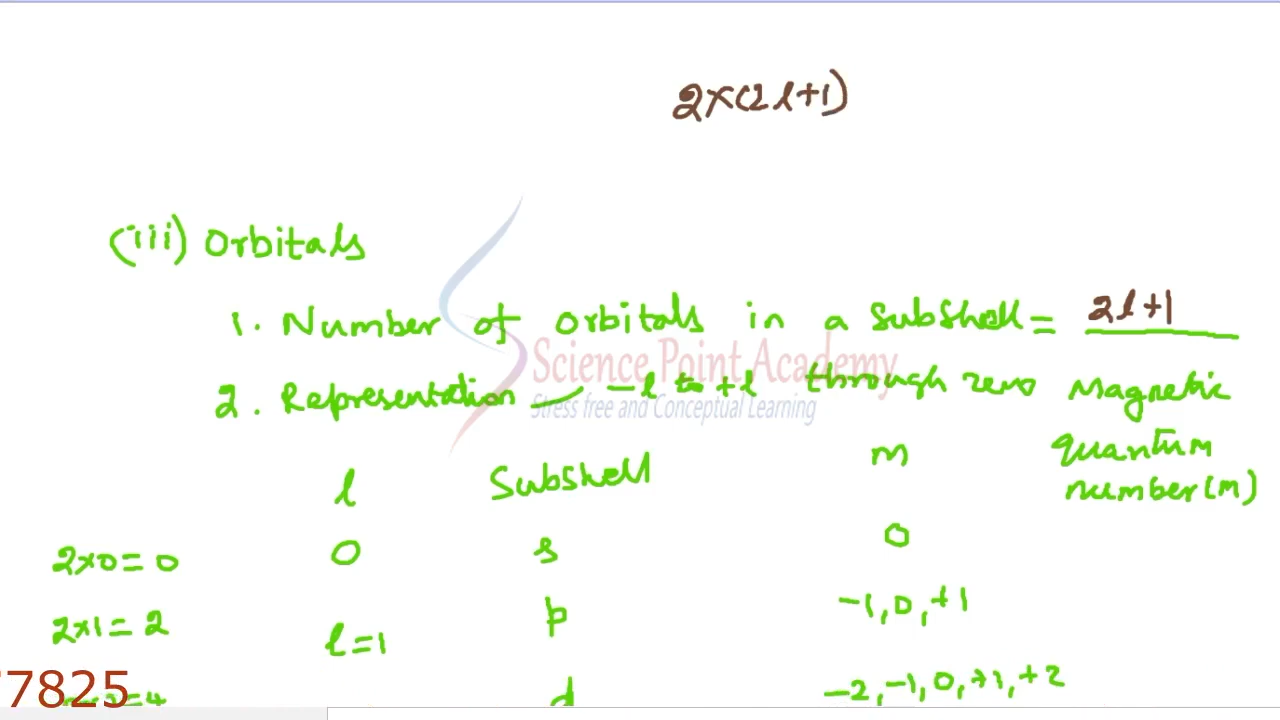 2×(2l+1)
(iii) Orbitals
1. Number of orbitals in a Subshell = 2l+1
Science Point Academy
2. Representation – -l to +l through zero Magnetic
Stress free and Conceptual Learning
quantum
number (m)
l Subshell m
2×0=0 0 s 0
2×1=2 l=1 p -1, 0, +1
77825
=4 d -2, -1, 0, +1, +2